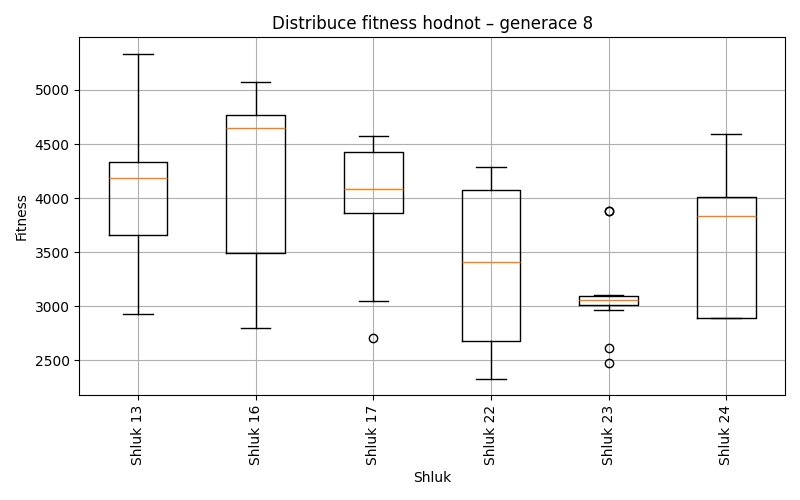 Distribuce fitness hodnot – generace 8
Fitness
5000
4500
4000
3500
3000
2500
Shluk 13
Shluk 16
Shluk 17
Shluk 22
Shluk 23
Shluk 24
Shluk